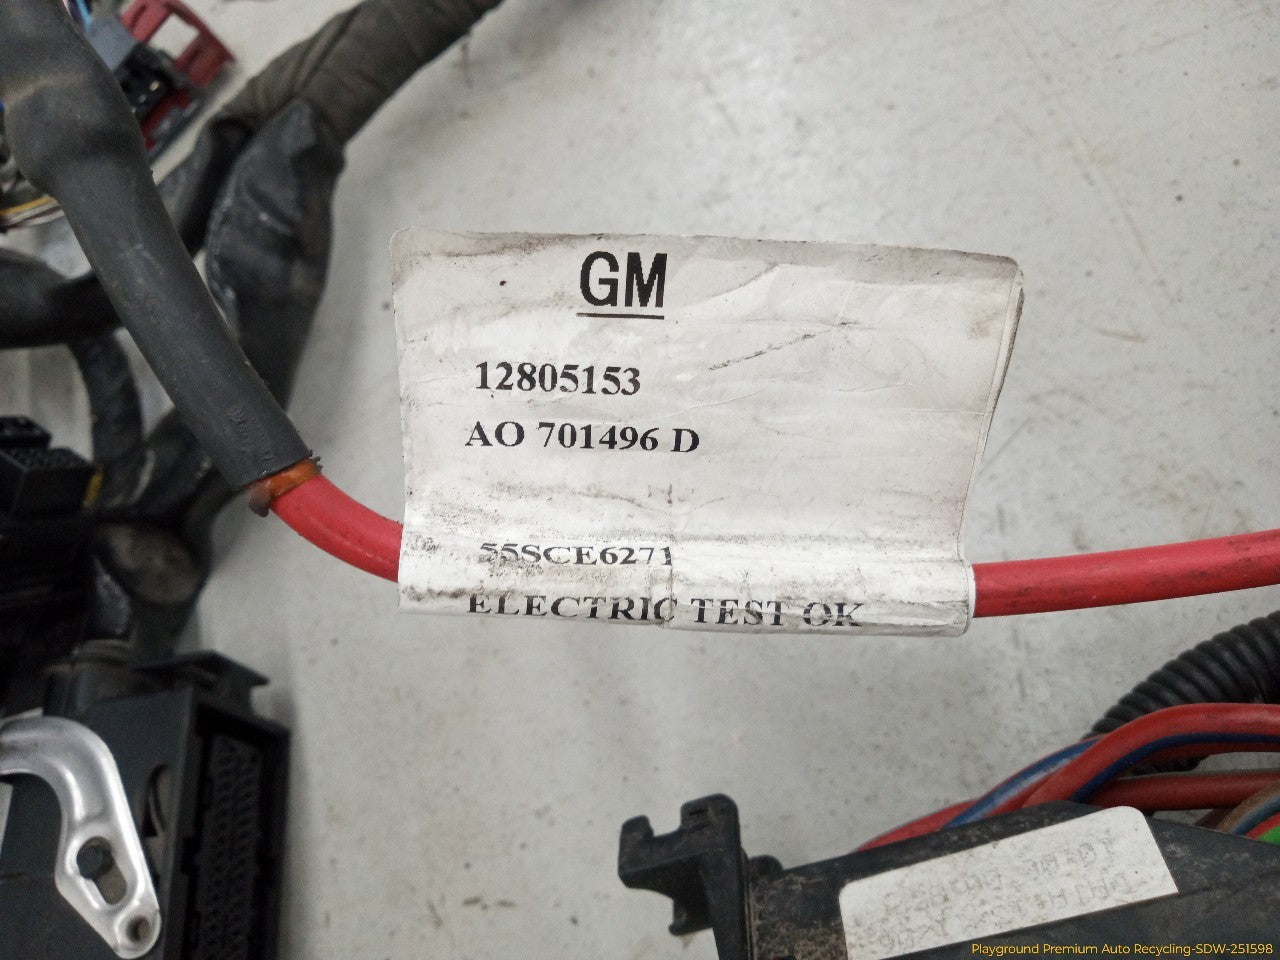 GM
12805153
AO 701496 D
55SCE6271
ELECTRIC TEST OK
Playground Premium Auto Recycling-SDW-251598